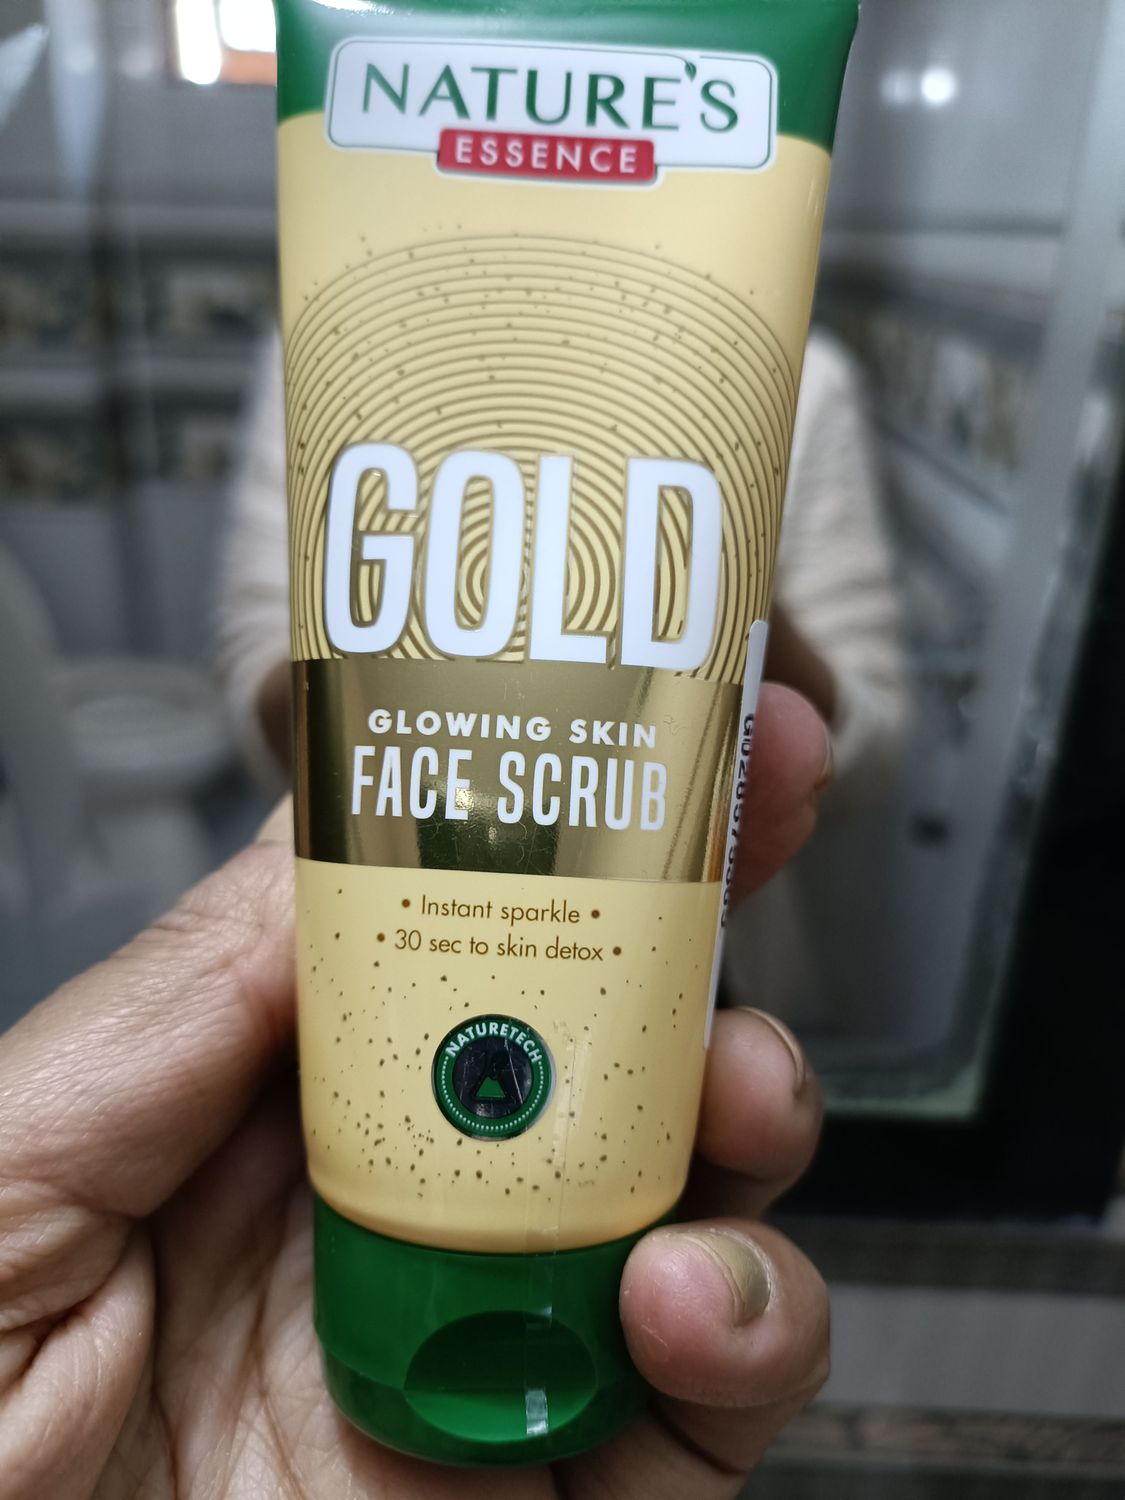 NATURE'S
ESSENCE
GOLD
GLOWING SKIN
FACE SCRUB
• Instant sparkle •
• 30 sec to skin detox •
NATURETECH